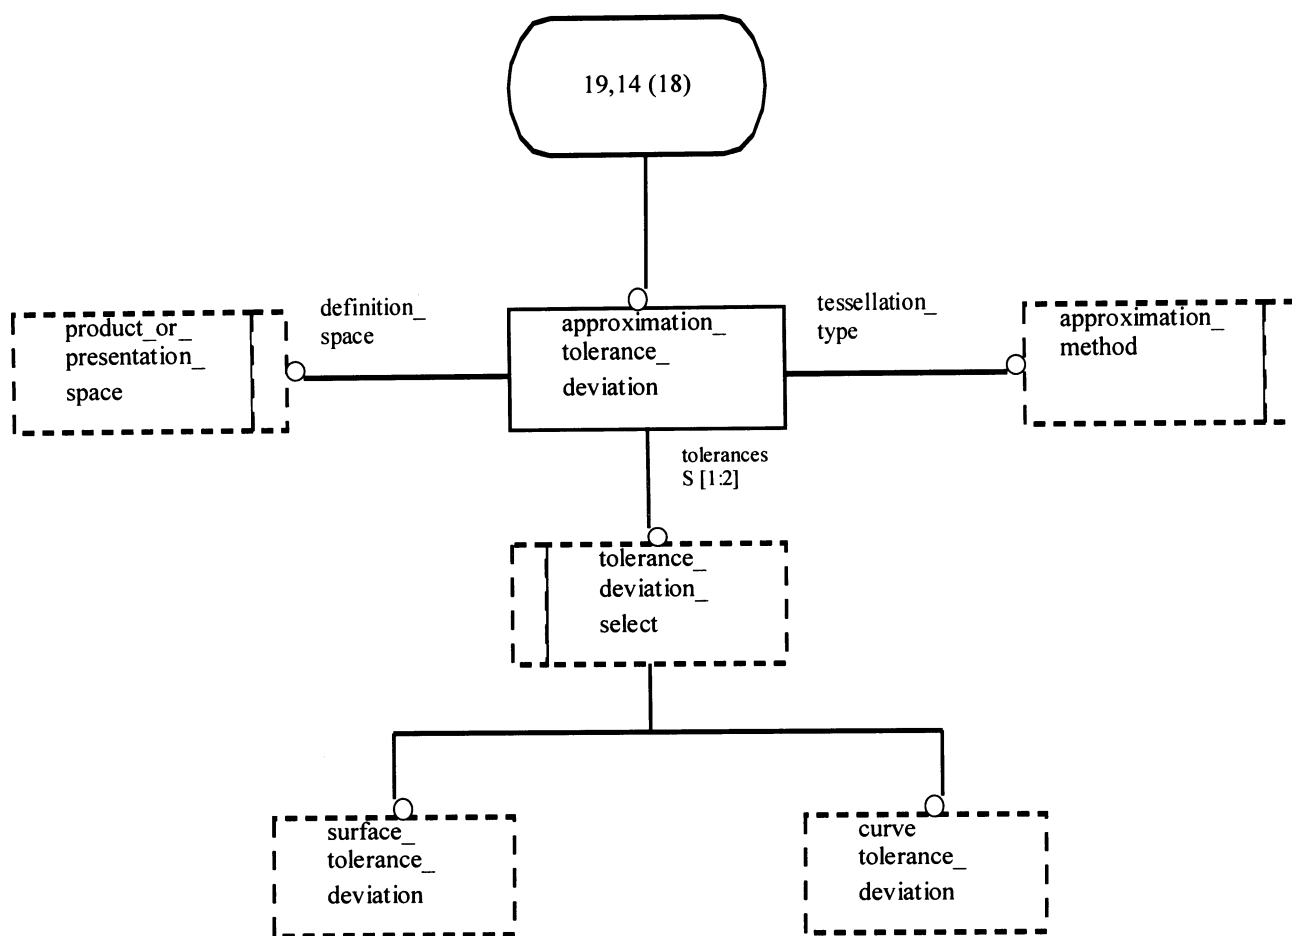 19,14 (18)
definition_
space
tessellation_
type
product_or_
presentation_
space
approximation_
tolerance_
deviation
approximation_
method
tolerances
S [1:2]
tolerance_
deviation_
select
surface_
tolerance_
deviation
curve
tolerance_
deviation